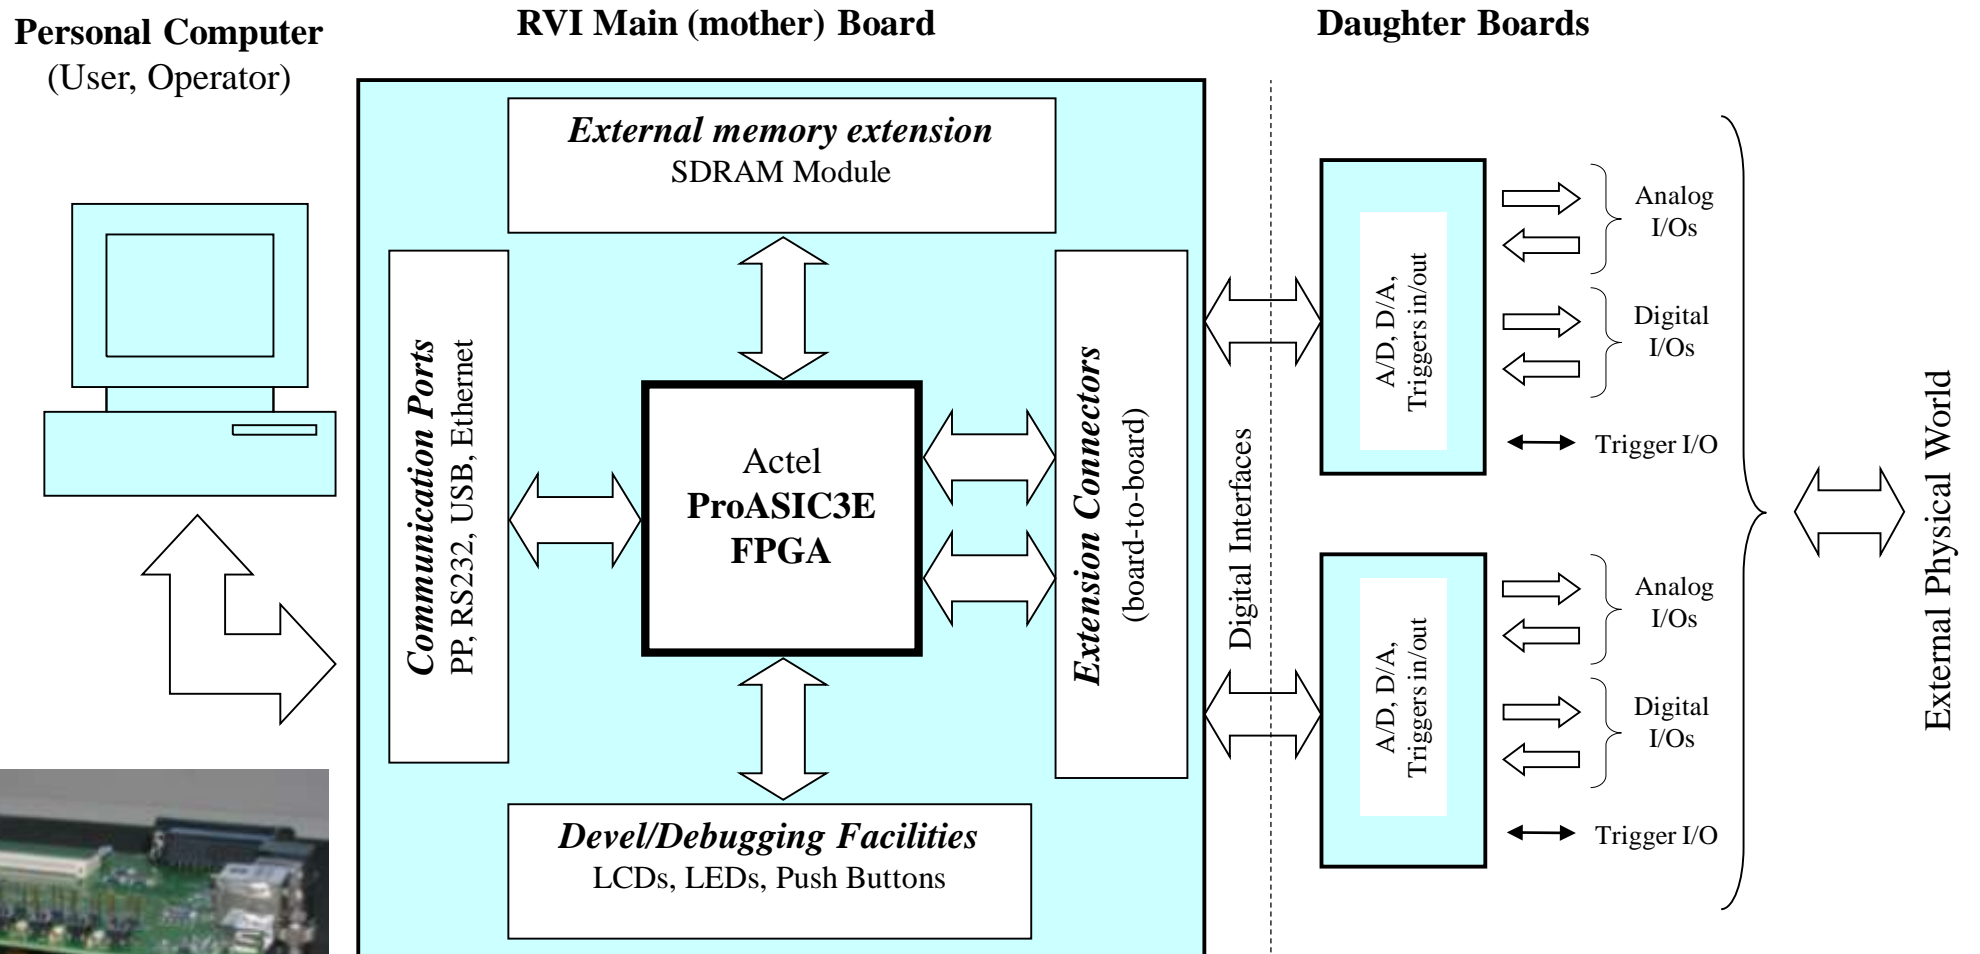 Personal Computer
(User, Operator)
RVI Main (mother) Board
Daughter Boards
External memory extension
SDRAM Module
Communication Ports
PP, RS232, USB, Ethernet
Actel
ProASIC3E
FPGA
Extension Connectors
(board-to-board)
Devel/Debugging Facilities
LCDs, LEDs, Push Buttons
Digital Interfaces
A/D, D/A,
Triggers in/out
Analog
I/Os
Digital
I/Os
Trigger I/O
A/D, D/A,
Triggers in/out
Analog
I/Os
Digital
I/Os
Trigger I/O
External Physical World